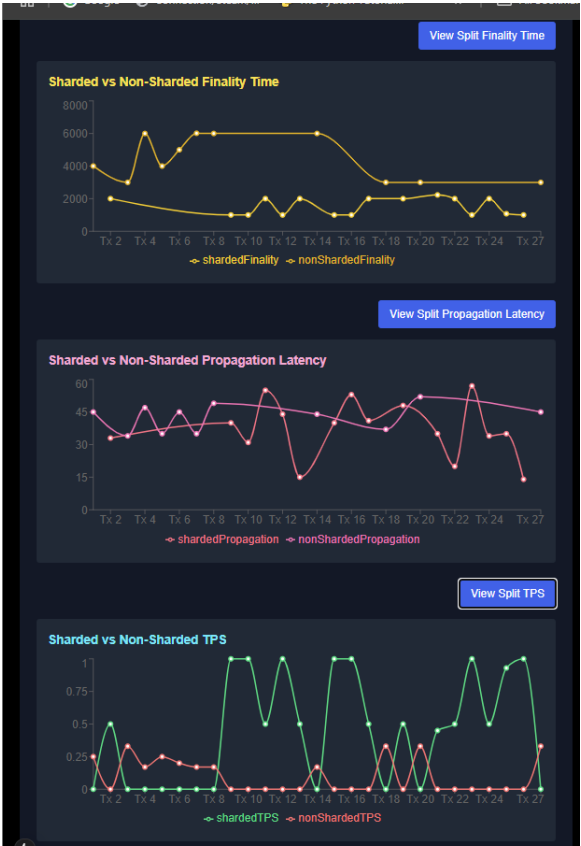 View Split Finality Time
Sharded vs Non-Sharded Finality Time
8000
6000
4000
2000
0
Tx 2 Tx 4 Tx 6 Tx 8 Tx 10 Tx 12 Tx 14 Tx 16 Tx 18 Tx 20 Tx 22 Tx 24 Tx 27
shardedFinality nonShardedFinality
View Split Propagation Latency
Sharded vs Non-Sharded Propagation Latency
60
45
30
15
0
Tx 2 Tx 4 Tx 6 Tx 8 Tx 10 Tx 12 Tx 14 Tx 16 Tx 18 Tx 20 Tx 22 Tx 24 Tx 27
shardedPropagation nonShardedPropagation
View Split TPS
Sharded vs Non-Sharded TPS
1
0.75
0.5
0.25
0
Tx 2 Tx 4 Tx 6 Tx 8 Tx 10 Tx 12 Tx 14 Tx 16 Tx 18 Tx 20 Tx 22 Tx 24 Tx 27
shardedTPS nonShardedTPS